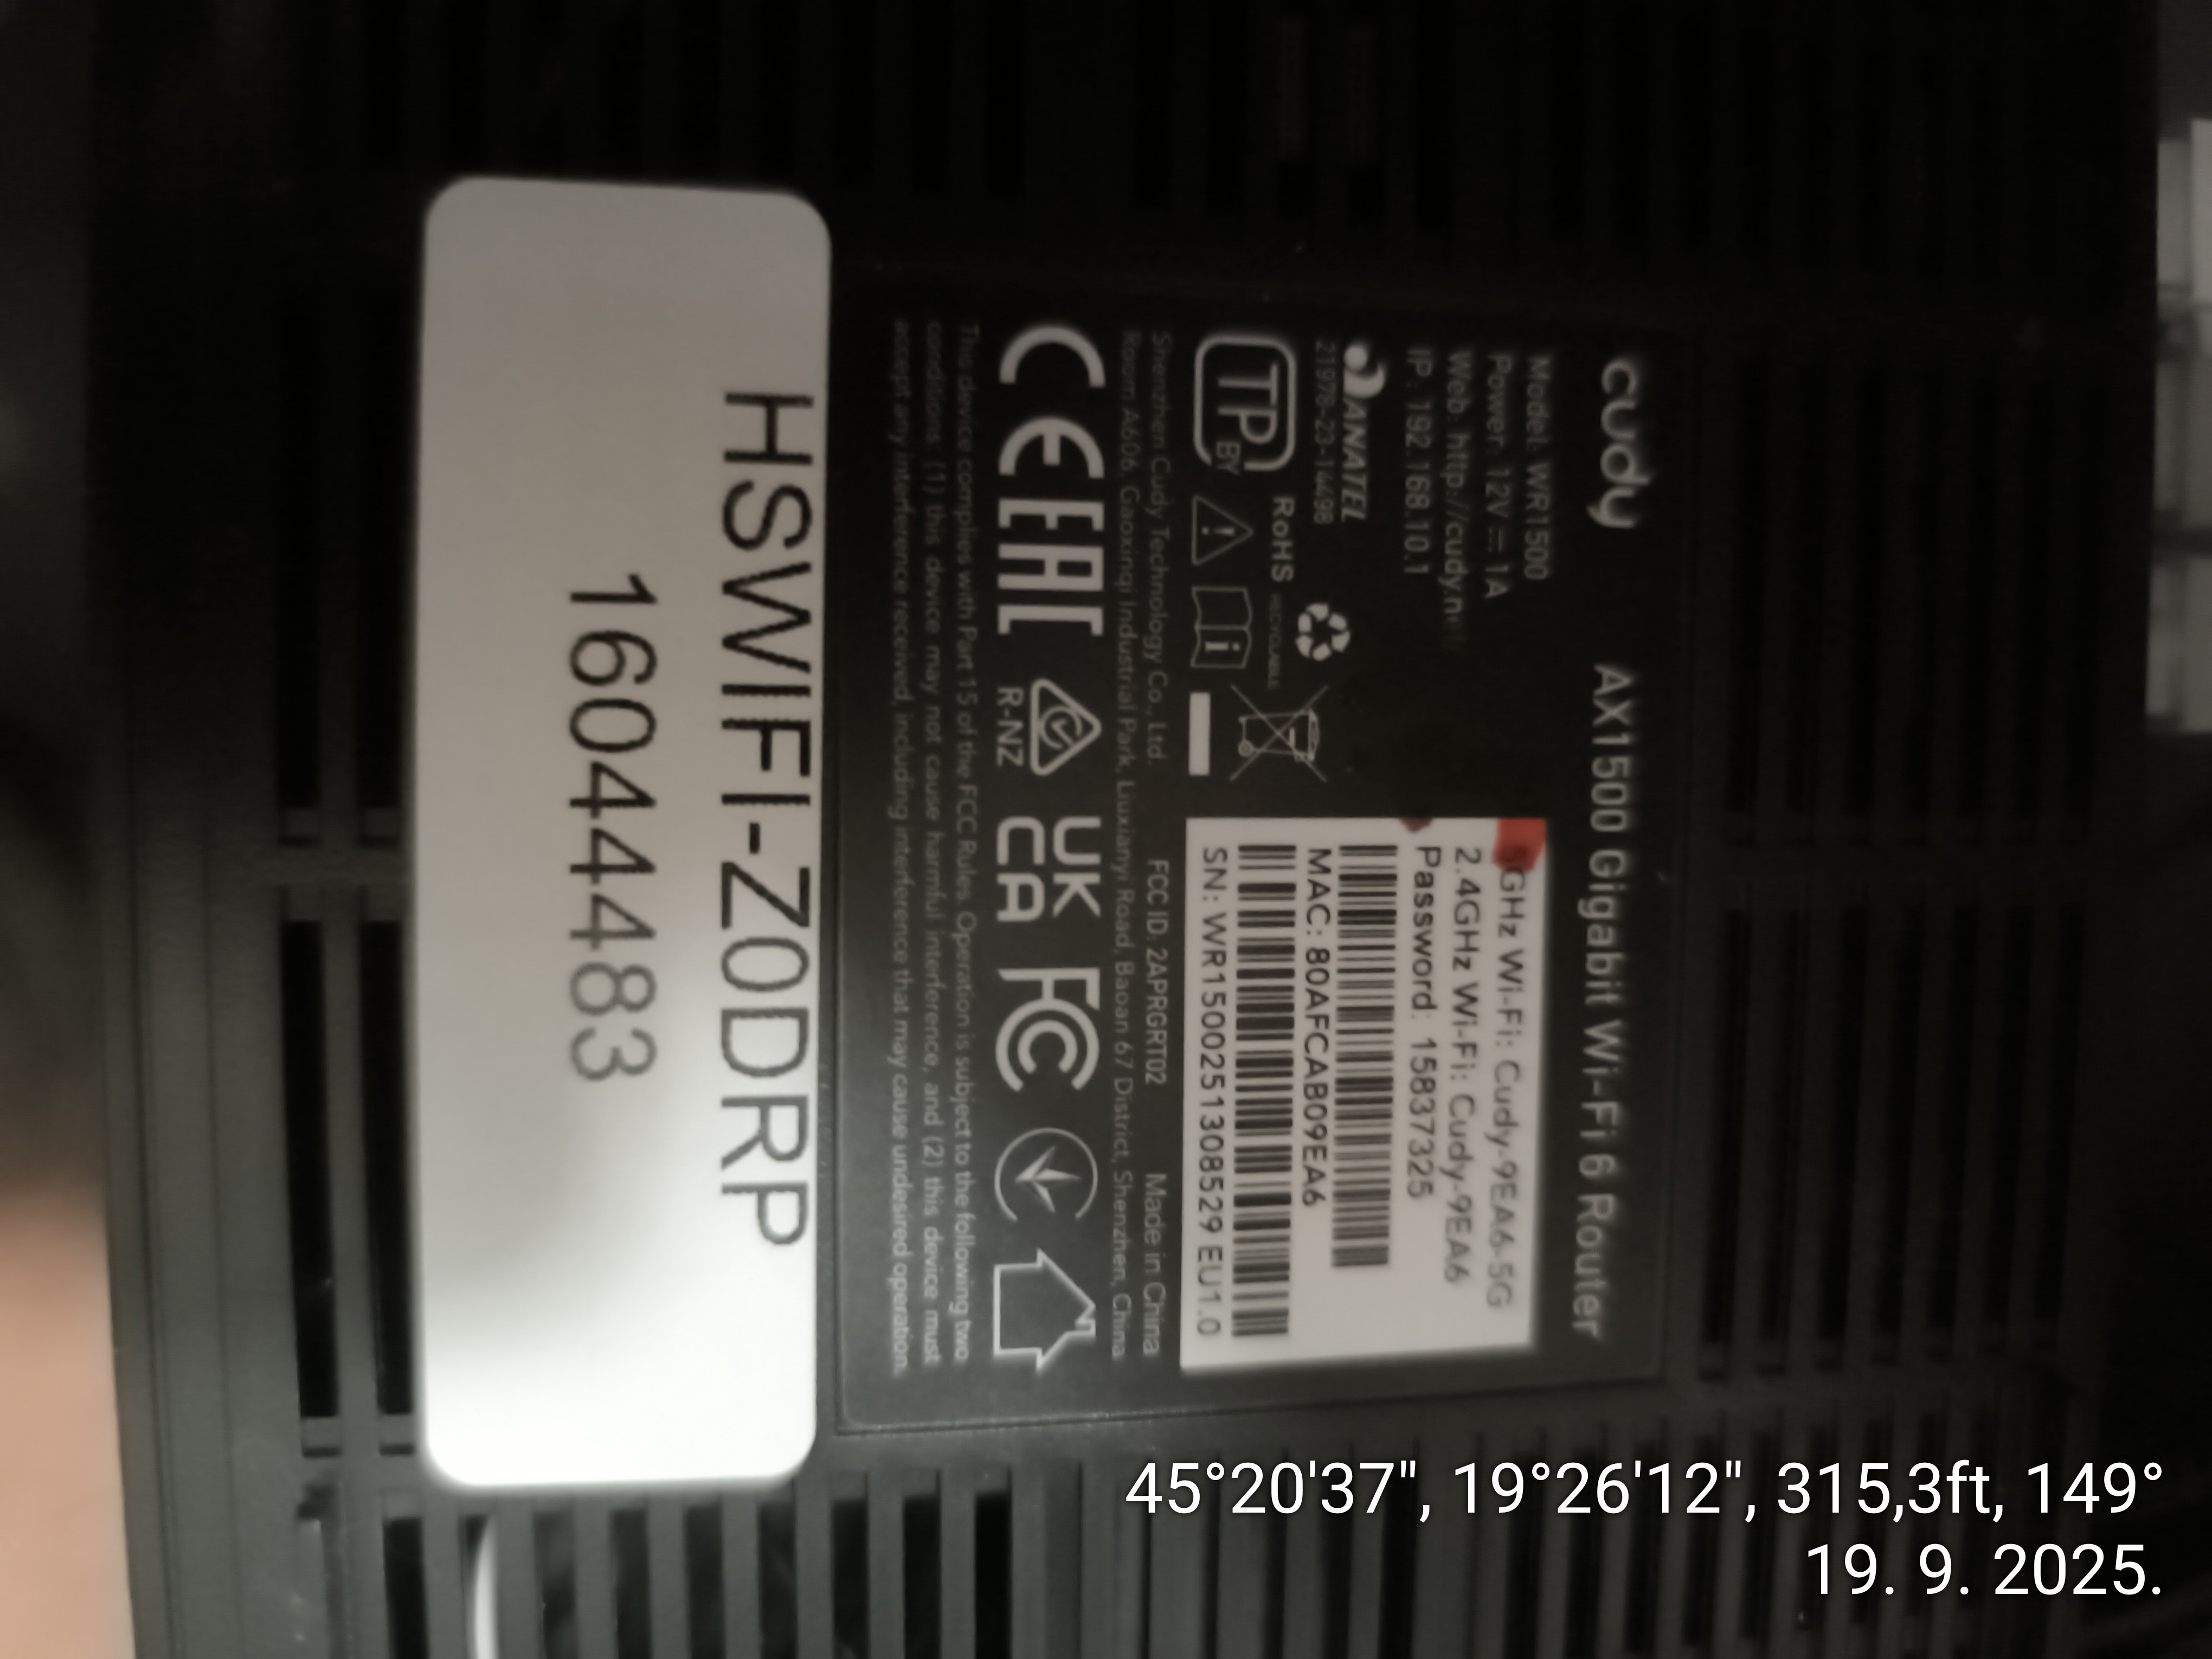 cudy AX1500 Gigabit Wi-Fi 6 Router
Model: WR1500
Power: 12V ⎓ 1A
Web: http://cudy.net/
IP: 192.168.10.1
ANATEL
21978-23-14498
5GHz Wi-Fi: Cudy-9EA6-5G
2.4GHz Wi-Fi: Cudy-9EA6
Password: 15837325
MAC: 80AFCAB09EA6
SN: WR1500251308529 EU1.0
RoHS
RECYCLABLE
TP
BY
Shenzhen Cudy Technology Co., Ltd. FCC ID: 2APRGRT02 Made in China
Room A606, Gaoxinqi Industrial Park, Liuxianyi Road, Baoan 67 District, Shenzhen, China
CE EAC R-NZ UK CA FC
This device complies with Part 15 of the FCC Rules. Operation is subject to the following two
conditions: (1) this device may not cause harmful interference, and (2) this device must
accept any interference received, including interference that may cause undesired operation.
HSWIFI-Z0DRP
16044483
45°20'37", 19°26'12", 315,3ft, 149°
19. 9. 2025.